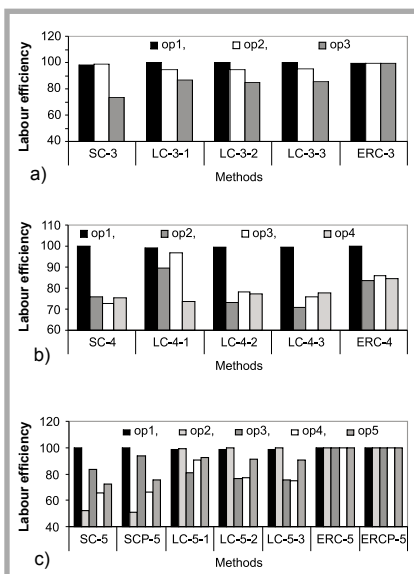 Labour efficiency
120
100
80
60
40
op1, op2, op3
SC-3 LC-3-1 LC-3-2 LC-3-3 ERC-3
Methods
a)
Labour efficiency
110
100
90
80
70
60
op1, op2, op3, op4
SC-4 LC-4-1 LC-4-2 LC-4-3 ERC-4
Methods
b)
Labour efficiency
120
100
80
60
40
op1, op2, op3, op4, op5
SC-5 SCP-5 LC-5-1 LC-5-2 LC-5-3 ERC-5 ERCP-5
Methods
c)